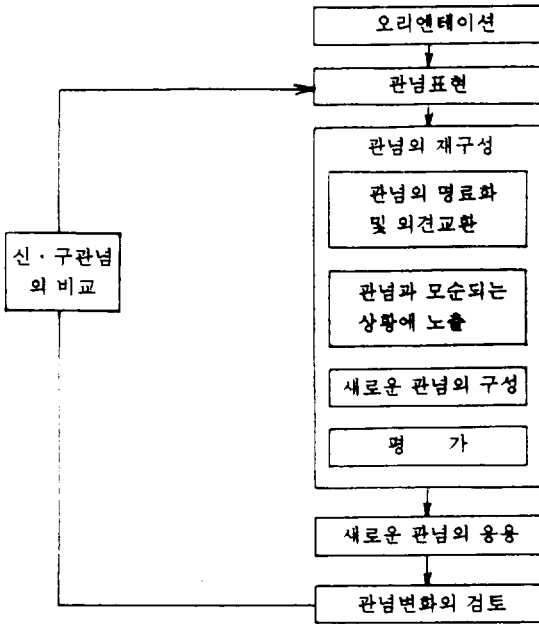 오리엔테이션
관념표현
관념의 재구성
관념의 명료화
및 의견교환
관념과 모순되는
상황에 노출
새로운 관념의 구성
평 가
새로운 관념의 응용
관념변화의 검토
신·구관념
의 비교